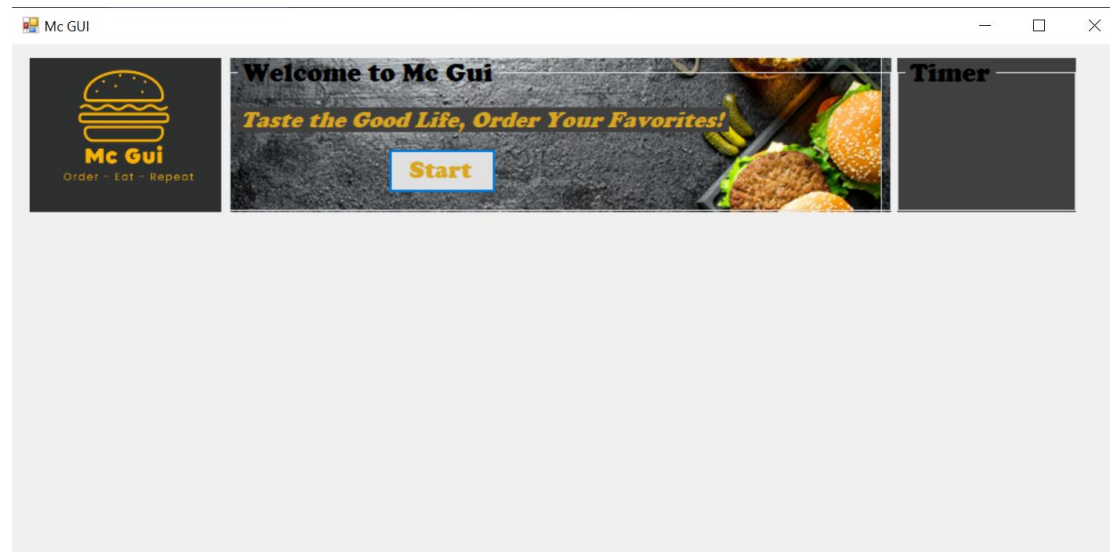 Mc GUI
Mc Gui
Order - Eat - Repeat
Welcome to Mc Gui
Taste the Good Life, Order Your Favorites!
Start
Timer